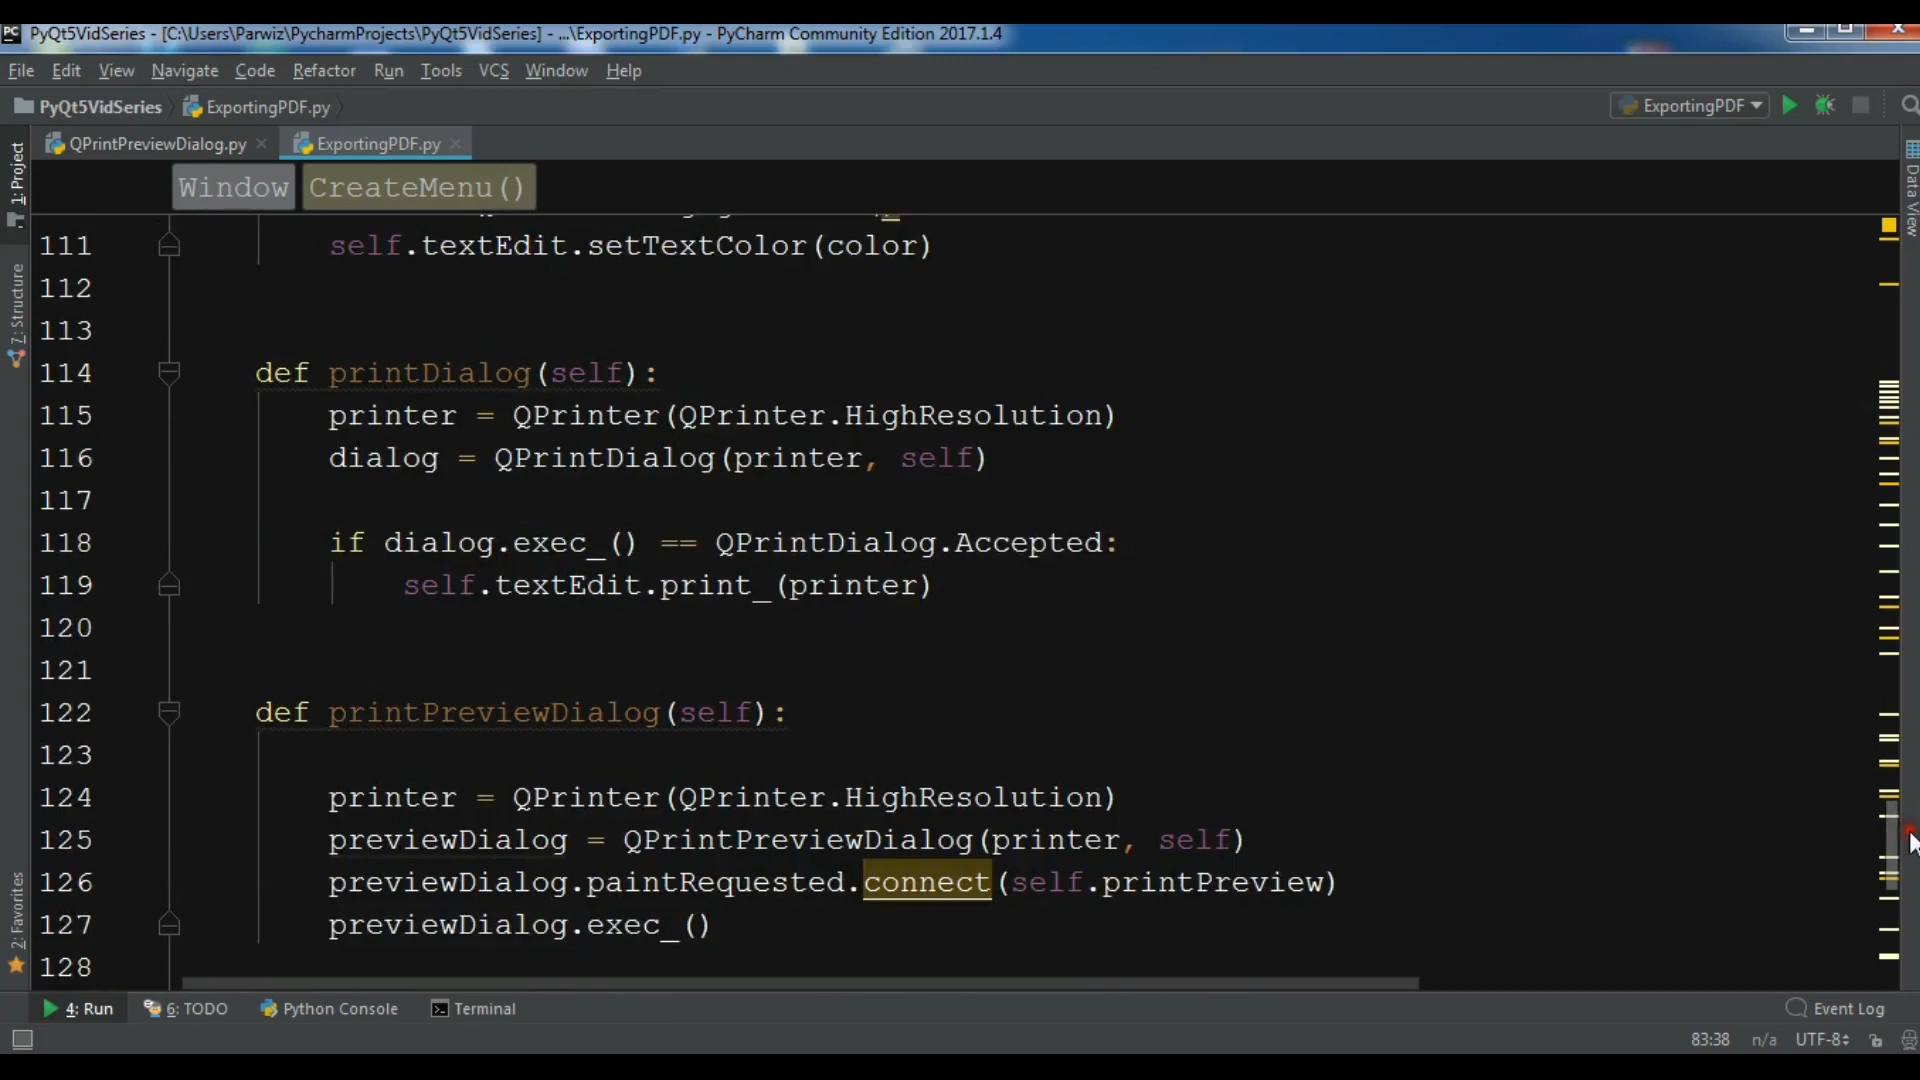 PyQt5VidSeries - [C:\Users\Parwiz\PycharmProjects\PyQt5VidSeries] - ...\ExportingPDF.py - PyCharm Community Edition 2017.1.4
File Edit View Navigate Code Refactor Run Tools VCS Window Help
PyQt5VidSeries ExportingPDF.py ExportingPDF
QPrintPreviewDialog.py ExportingPDF.py
1: Project
7: Structure
2: Favorites
Data View
Window CreateMenu()
111 self.textEdit.setTextColor(color)
112
113
114 def printDialog(self):
115 printer = QPrinter(QPrinter.HighResolution)
116 dialog = QPrintDialog(printer, self)
117
118 if dialog.exec_() == QPrintDialog.Accepted:
119 self.textEdit.print_(printer)
120
121
122 def printPreviewDialog(self):
123
124 printer = QPrinter(QPrinter.HighResolution)
125 previewDialog = QPrintPreviewDialog(printer, self)
126 previewDialog.paintRequested.connect(self.printPreview)
127 previewDialog.exec_()
128
4: Run 6: TODO Python Console Terminal Event Log
83:38 n/a UTF-8